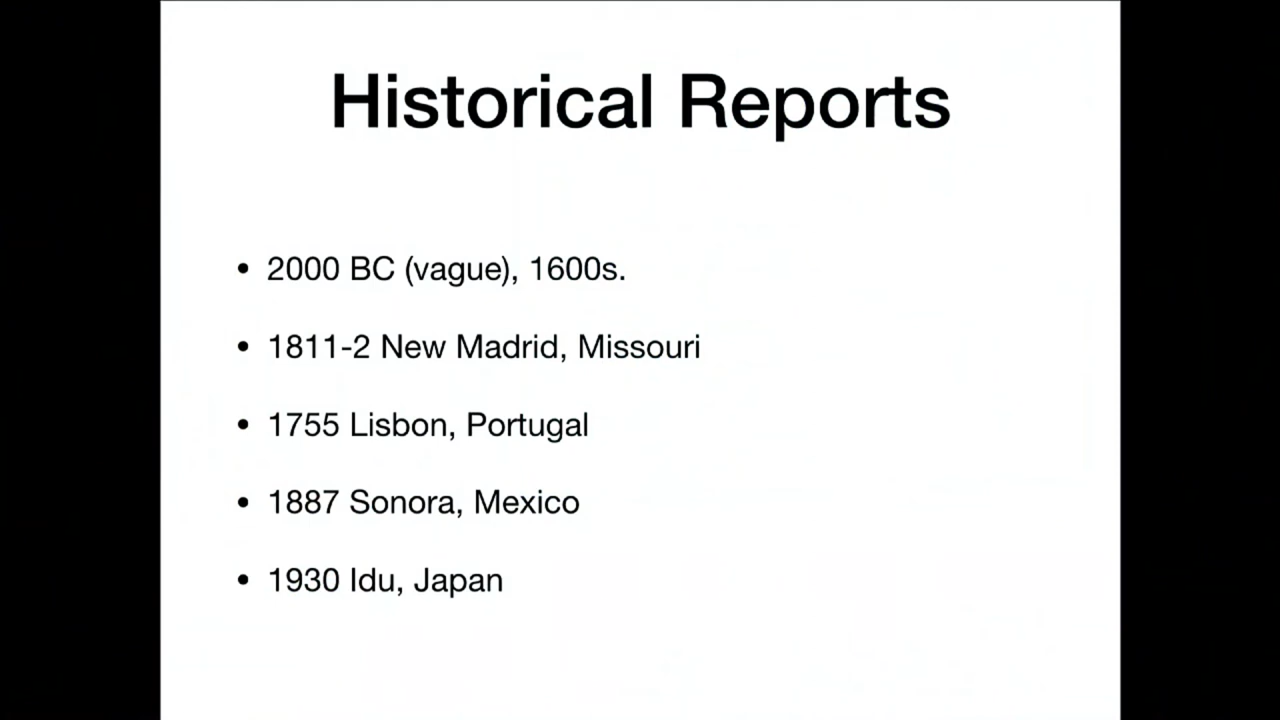 Historical Reports
• 2000 BC (vague), 1600s.
• 1811-2 New Madrid, Missouri
• 1755 Lisbon, Portugal
• 1887 Sonora, Mexico
• 1930 Idu, Japan